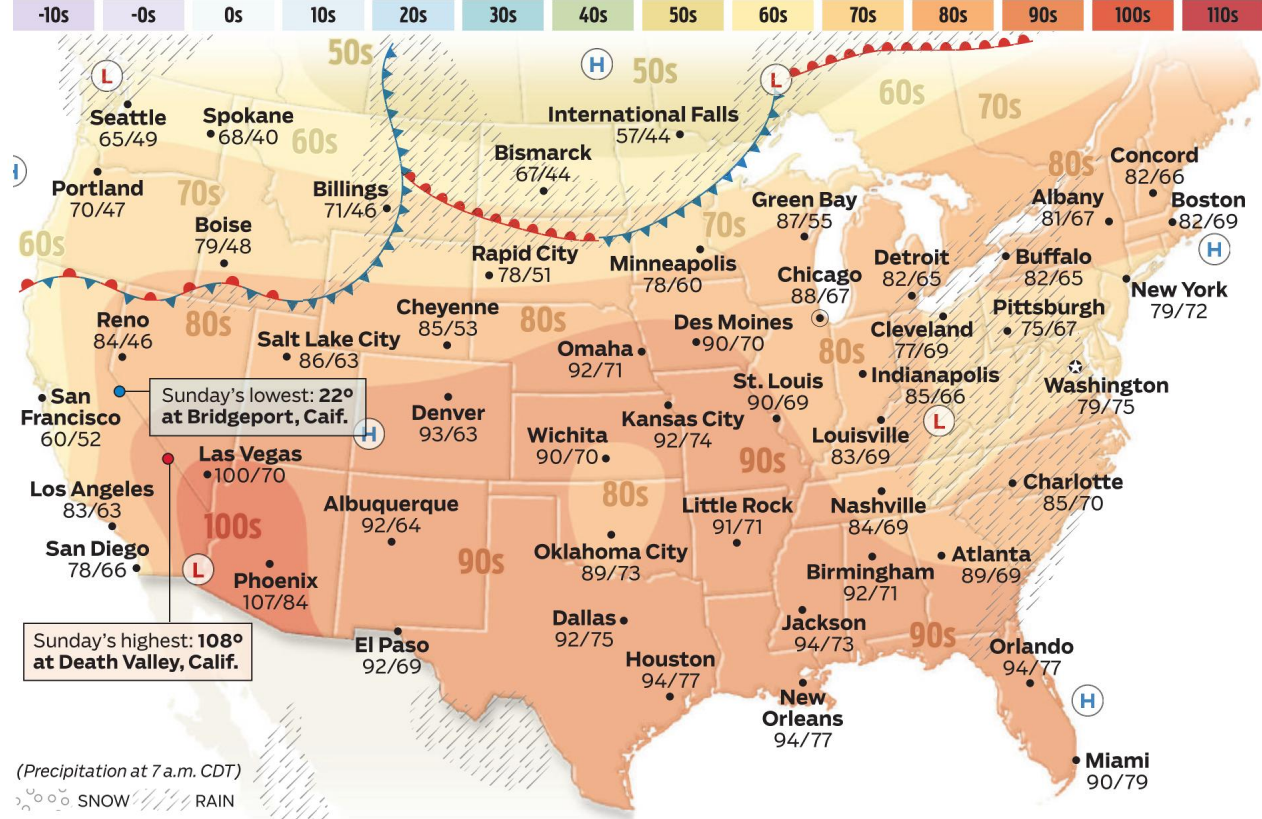 -10s -0s 0s 10s 20s 30s 40s 50s 60s 70s 80s 90s 100s 110s
50s
H
50s
L
L
60s
70s
Seattle
65/49
Spokane
68/40
60s
International Falls
57/44
Bismarck
67/44
80s
Concord
82/66
H
Portland
70/47
70s
Billings
71/46
Green Bay
87/55
Albany
81/67
Boston
82/69
Boise
79/48
60s
70s
Rapid City
78/51
Minneapolis
78/60
Chicago
88/67
Detroit
82/65
Buffalo
82/65
H
New York
79/72
Reno
84/46
80s
Salt Lake City
86/63
Cheyenne
85/53
80s
Des Moines
90/70
Omaha
92/71
80s
Cleveland
77/69
Pittsburgh
75/67
San
Francisco
60/52
Sunday's lowest: 22°
at Bridgeport, Caif.
H
Denver
93/63
Kansas City
92/74
St. Louis
90/69
Indianapolis
85/66
Louisville
83/69
L
Washington
79/75
Las Vegas
100/70
Wichita
90/70
90s
Los Angeles
83/63
100s
Albuquerque
92/64
80s
Little Rock
91/71
Nashville
84/69
Charlotte
85/70
San Diego
78/66
L
Phoenix
107/84
90s
Oklahoma City
89/73
Birmingham
92/71
Atlanta
89/69
Sunday's highest: 108°
at Death Valley, Calif.
El Paso
92/69
Dallas
92/75
Jackson
94/73
90s
Orlando
94/77
Houston
94/77
New
Orleans
94/77
H
Miami
90/79
(Precipitation at 7 a.m. CDT)
SNOW RAIN